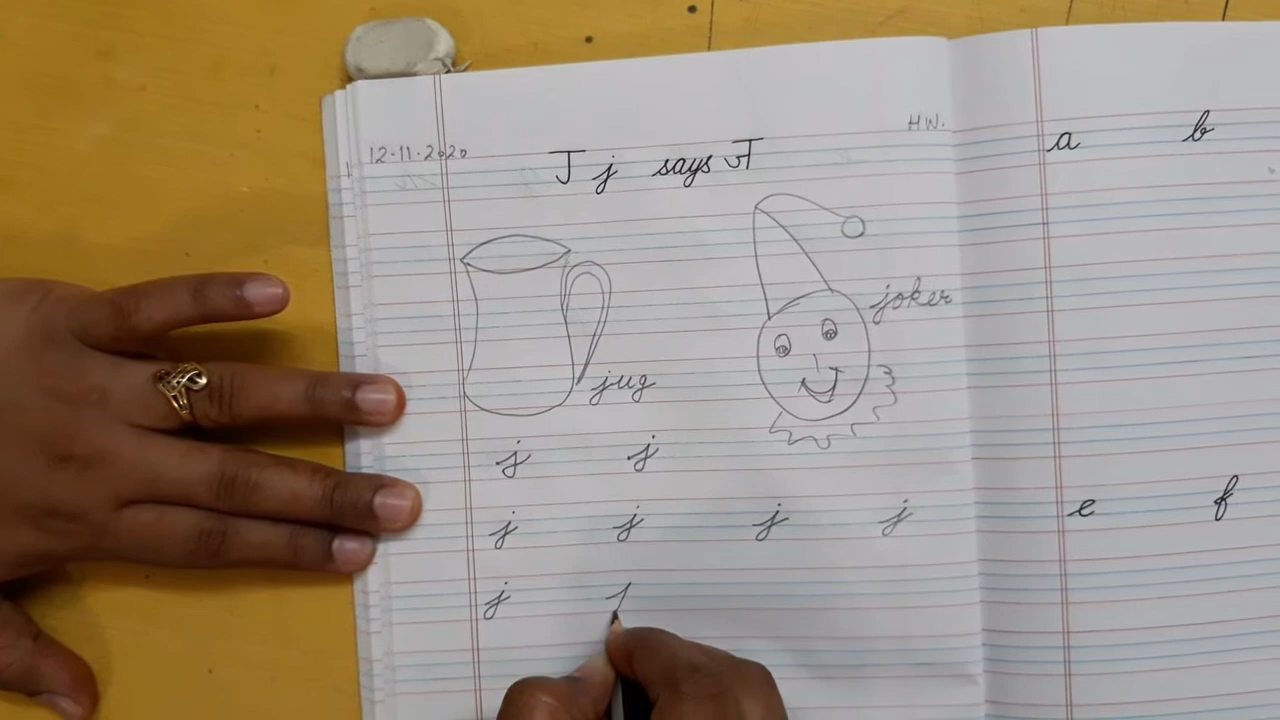 H.W.
12.11.2020
J j says ज
joker
jug
j j
j j j j
j
a b
e f